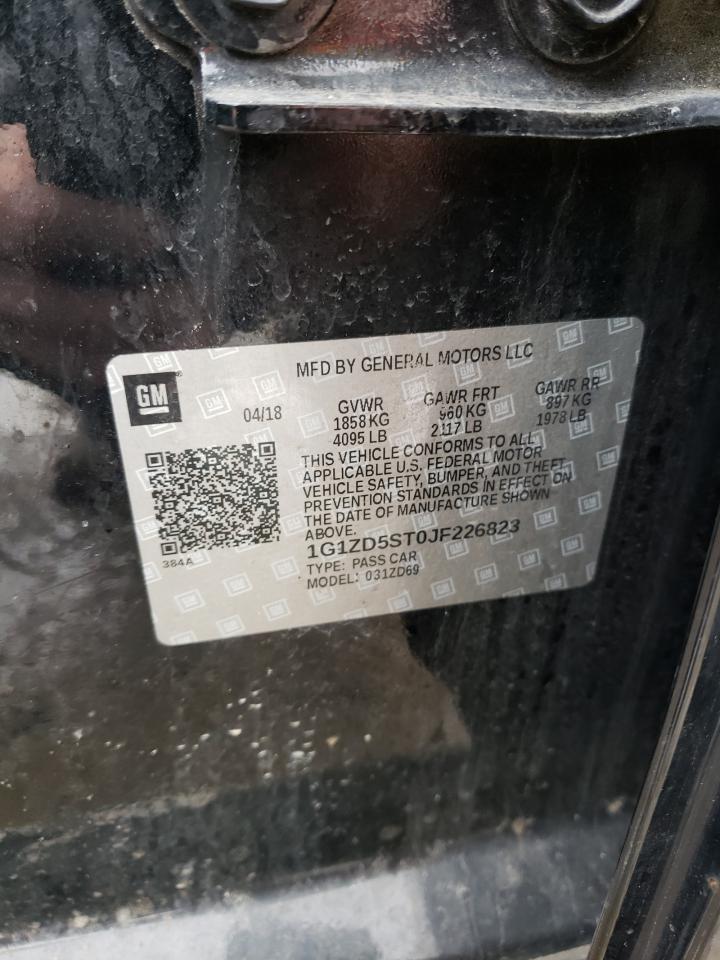 MFD BY GENERAL MOTORS LLC
GM
04/18
GVWR GAWR FRT GAWR RR
1858 KG 960 KG 897 KG
4095 LB 2117 LB 1978 LB
THIS VEHICLE CONFORMS TO ALL
APPLICABLE U.S. FEDERAL MOTOR
VEHICLE SAFETY, BUMPER, AND THEFT
PREVENTION STANDARDS IN EFFECT ON
THE DATE OF MANUFACTURE SHOWN
ABOVE.
1G1ZD5ST0JF226823
TYPE: PASS CAR
MODEL: 031ZD69
384A